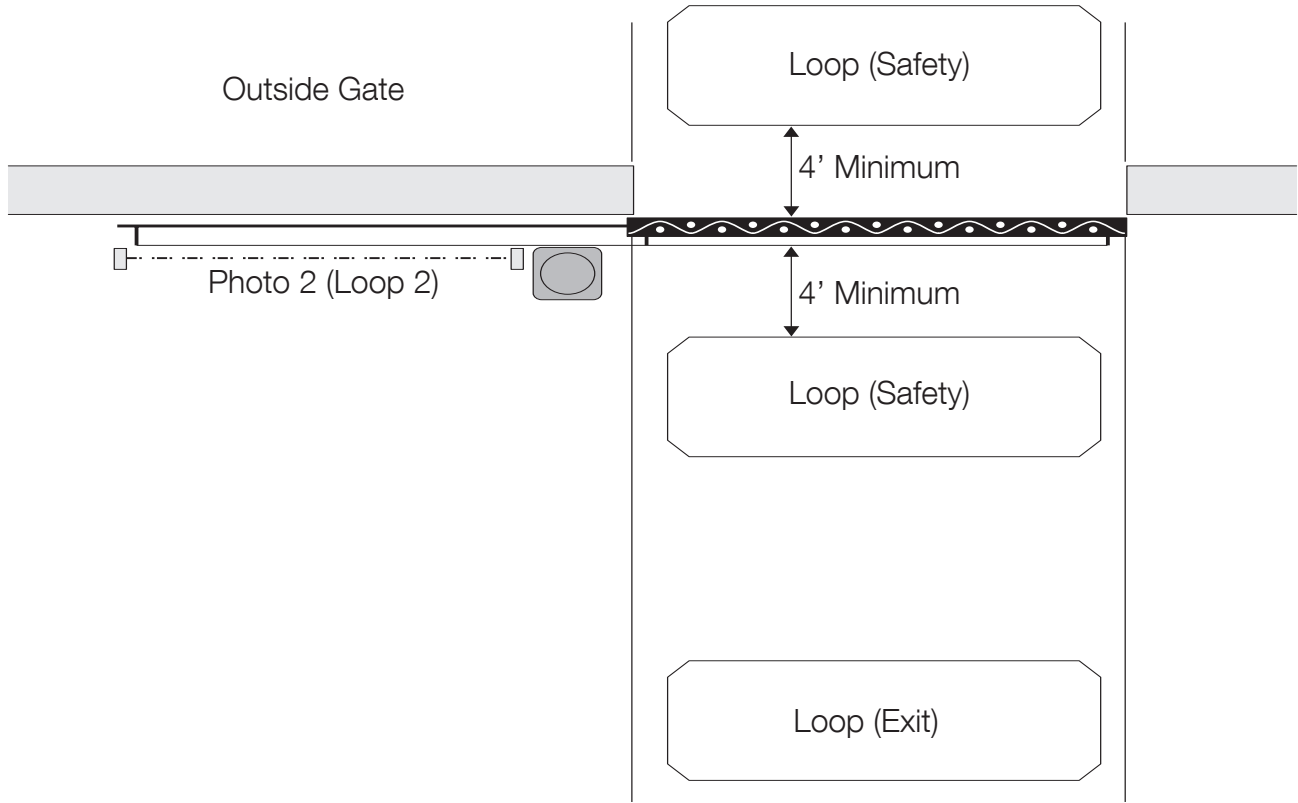 Loop (Safety)
Outside Gate
4’ Minimum
Photo 2 (Loop 2)
4’ Minimum
Loop (Safety)
Loop (Exit)